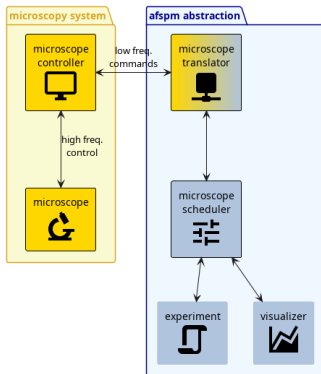 microscopy system
afspm abstraction
microscope
controller
low freq.
commands
microscope
translator
high freq.
control
microscope
microscope
scheduler
experiment
visualizer